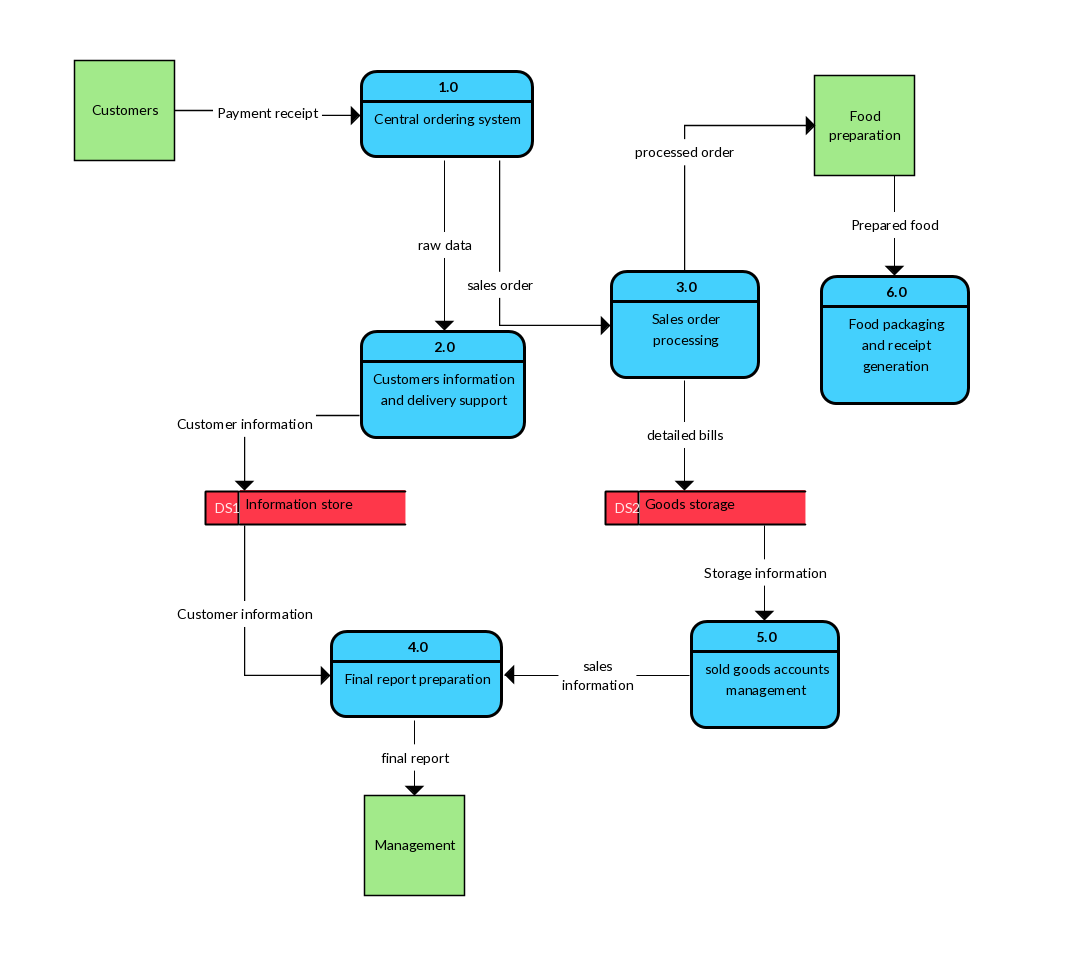 Customers
Payment receipt
1.0
Central ordering system
Food
preparation
processed order
raw data
sales order
Prepared food
2.0
Customers information
and delivery support
3.0
Sales order
processing
6.0
Food packaging
and receipt
generation
Customer information
detailed bills
DS1
Information store
DS2
Goods storage
Storage information
Customer information
4.0
Final report preparation
sales
information
5.0
sold goods accounts
management
final report
Management